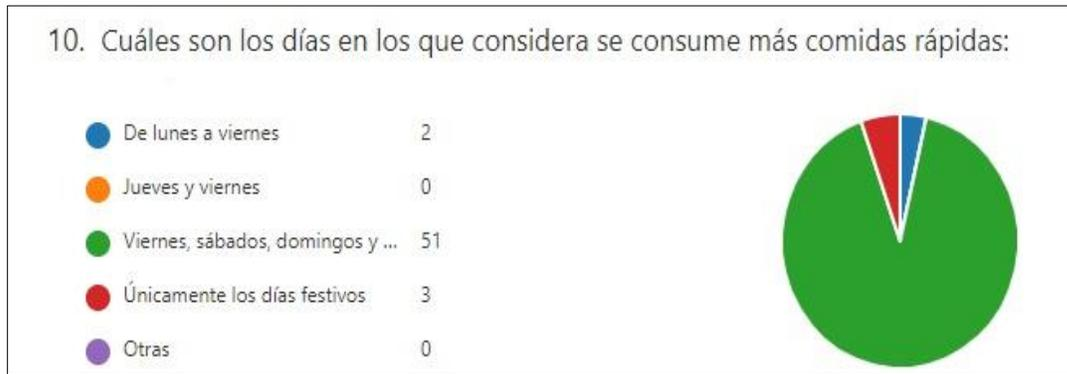 10. Cuáles son los días en los que considera se consume más comidas rápidas:
De lunes a viernes 2
Jueves y viernes 0
Viernes, sábados, domingos y ... 51
Únicamente los días festivos 3
Otras 0